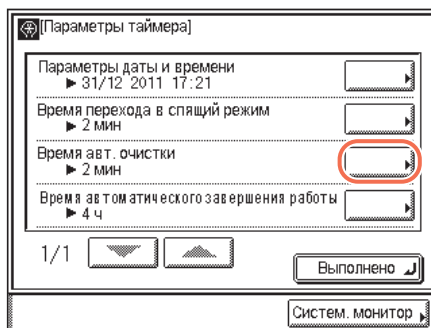 [Параметры таймера]
Параметры даты и времени
► 31/12 2011 17:21
Время перехода в спящий режим
► 2 мин
Время авт. очистки
► 2 мин
Время автоматического завершения работы
► 4 ч
1/1
Выполнено
Систем. монитор